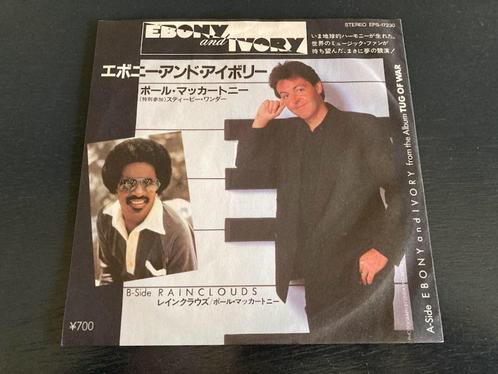 EBONY
and IVORY
STEREO EPS-17230
いま地球的ハーモニーが生れた。
世界のミュージック・ファンが
待ち望んだ、まさに夢の競演!
エボニー・アンド・アイボリー
ポール・マッカートニー
(特別参加)スティービー・ワンダー
B-Side RAINCLOUDS
レインクラウズ/ポール・マッカートニー
¥700
A-Side EBONY and IVORY from the Album TUG OF WAR